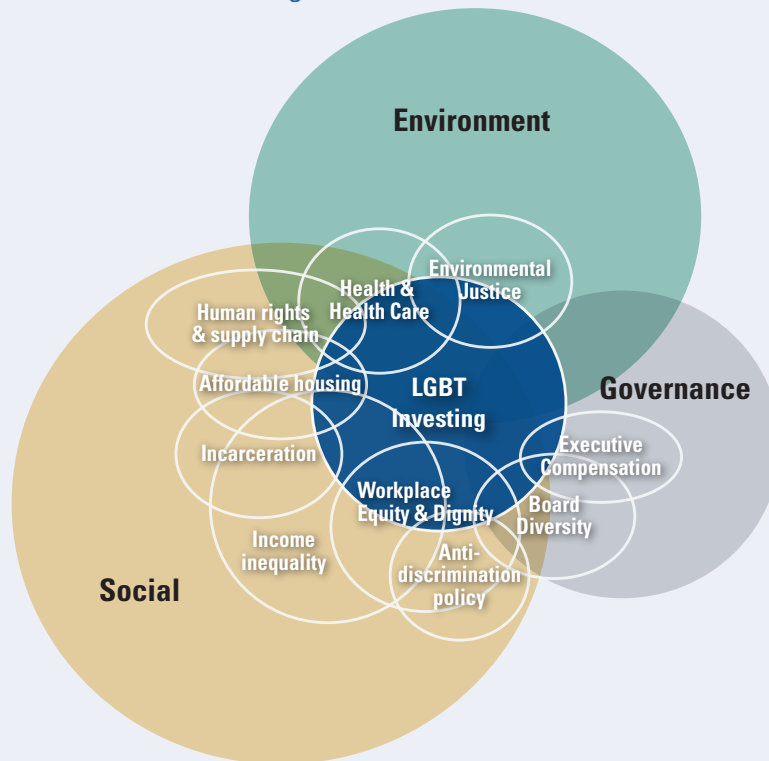 Environment
Environmental
Justice
Health &
Health Care
Human rights
& supply chain
Affordable housing
LGBT
Investing
Governance
Executive
Compensation
Incarceration
Workplace
Equity & Dignity
Board
Diversity
Income
inequality
Anti-
discrimination
policy
Social